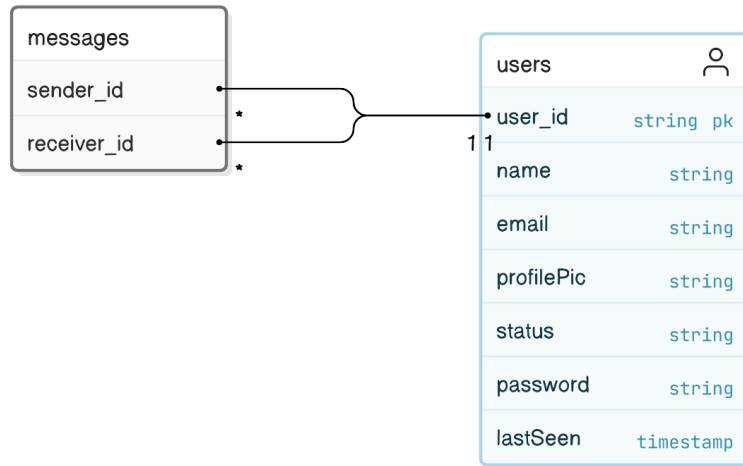 messages
sender_id
*
receiver_id
*
users
user_id string pk
1 1
name string
email string
profilePic string
status string
password string
lastSeen timestamp